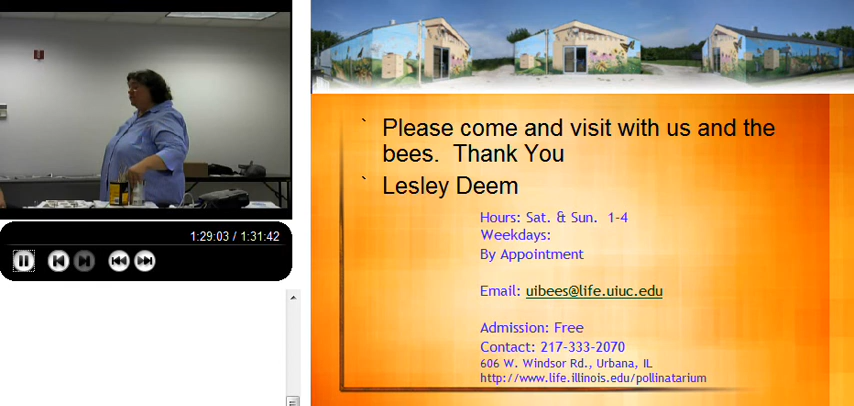 1:29:03 / 1:31:42
` Please come and visit with us and the
bees. Thank You
` Lesley Deem
Hours: Sat. & Sun. 1-4
Weekdays:
By Appointment
Email: uibees@life.uiuc.edu
Admission: Free
Contact: 217-333-2070
606 W. Windsor Rd., Urbana, IL
http://www.life.illinois.edu/pollinatarium